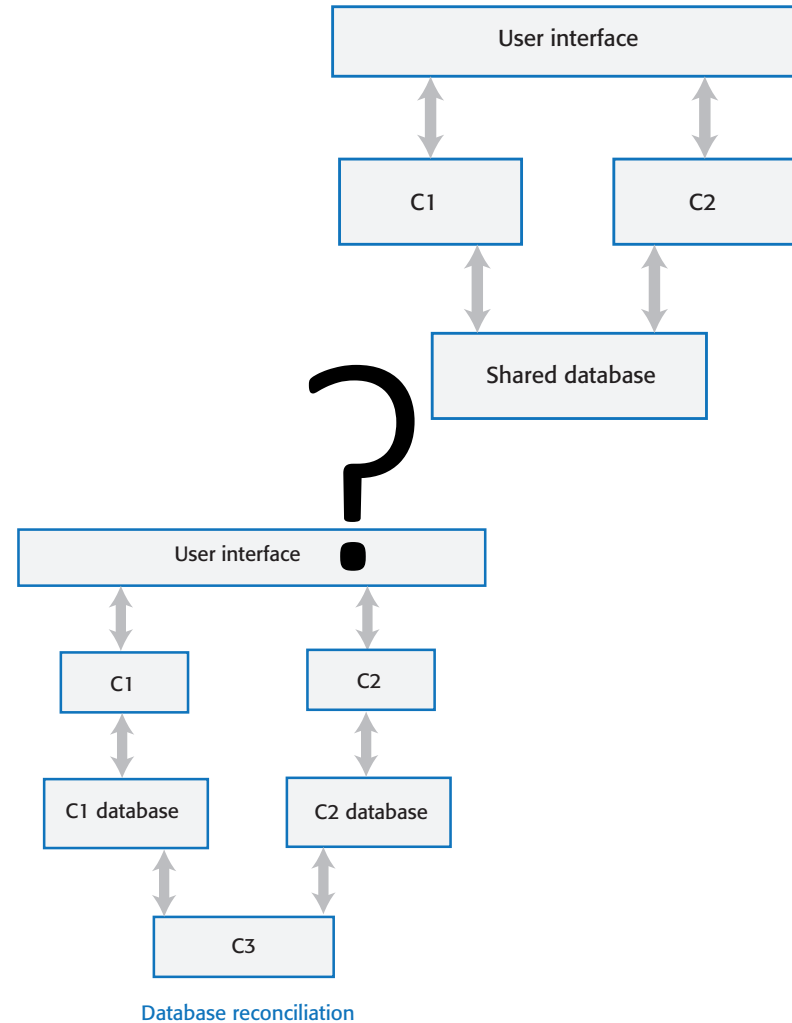 User interface
C1
C2
Shared database
?
User interface
C1
C2
C1 database
C2 database
C3
Database reconciliation